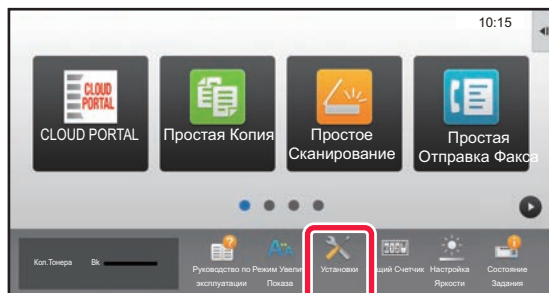 10:15
CLOUD
PORTAL
CLOUD PORTAL
Простая Копия
Простое
Сканирование
Простая
Отправка Факса
Кол.Тонера Bk
Руководство по
эксплуатации
Режим Увели
Показа
Установки
щий Счетчик
Настройка
Яркости
Состояние
Задания